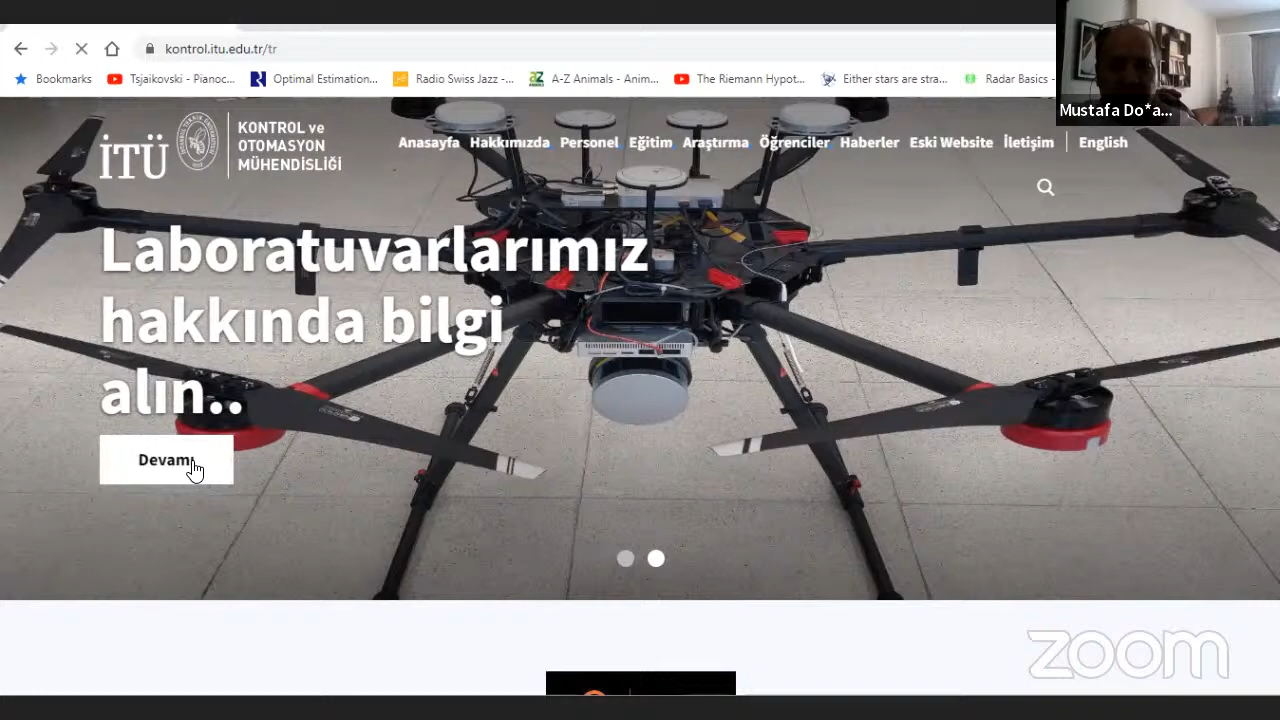 kontrol.itu.edu.tr/tr
Bookmarks
Tsjaikovski - Pianoc...
Optimal Estimation...
Radio Swiss Jazz -...
A-Z Animals - Anim...
The Riemann Hypot...
Either stars are stra...
Radar Basics -
Mustafa Do*a...
İTÜ
KONTROL ve
OTOMASYON
MÜHENDİSLİĞİ
Anasayfa Hakkımızda Personel Eğitim Araştırma Öğrenciler Haberler Eski Website İletişim English
Laboratuvarlarımız
hakkında bilgi
alın..
Devamı
zoom